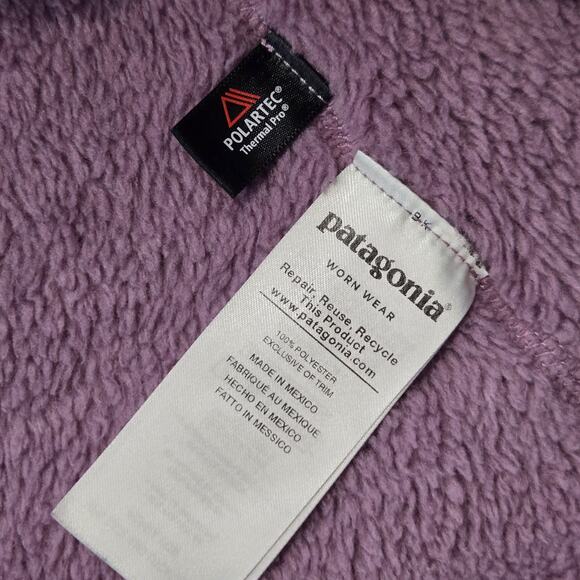 POLARTEC®
Thermal Pro®
patagonia®
WORN WEAR
Repair, Reuse, Recycle
This Product
www.patagonia.com
100% POLYESTER
EXCLUSIVE OF TRIM
MADE IN MEXICO
FABRIQUÉ AU MEXIQUE
HECHO EN MEXICO
FATTO IN MESSICO